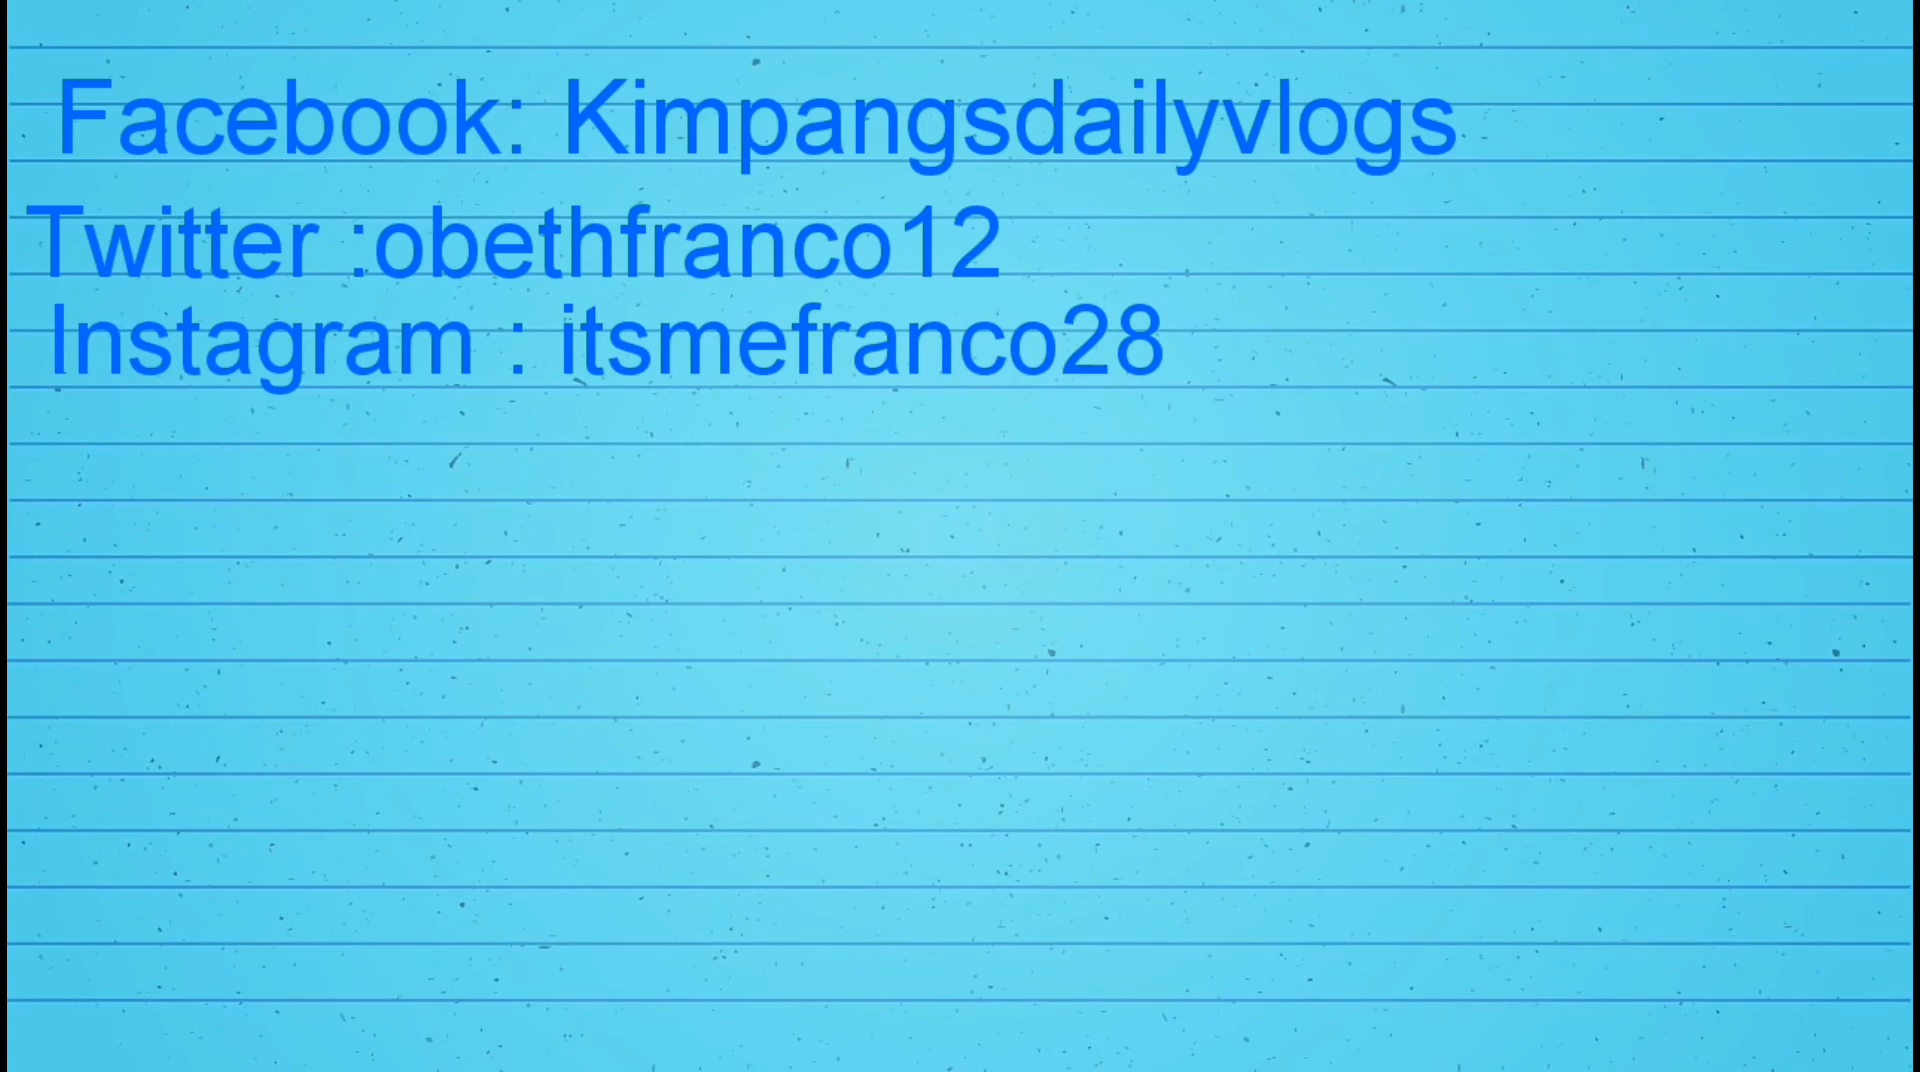 Facebook: Kimpangsdailyvlogs
Twitter :obethfranco12
Instagram : itsmefranco28